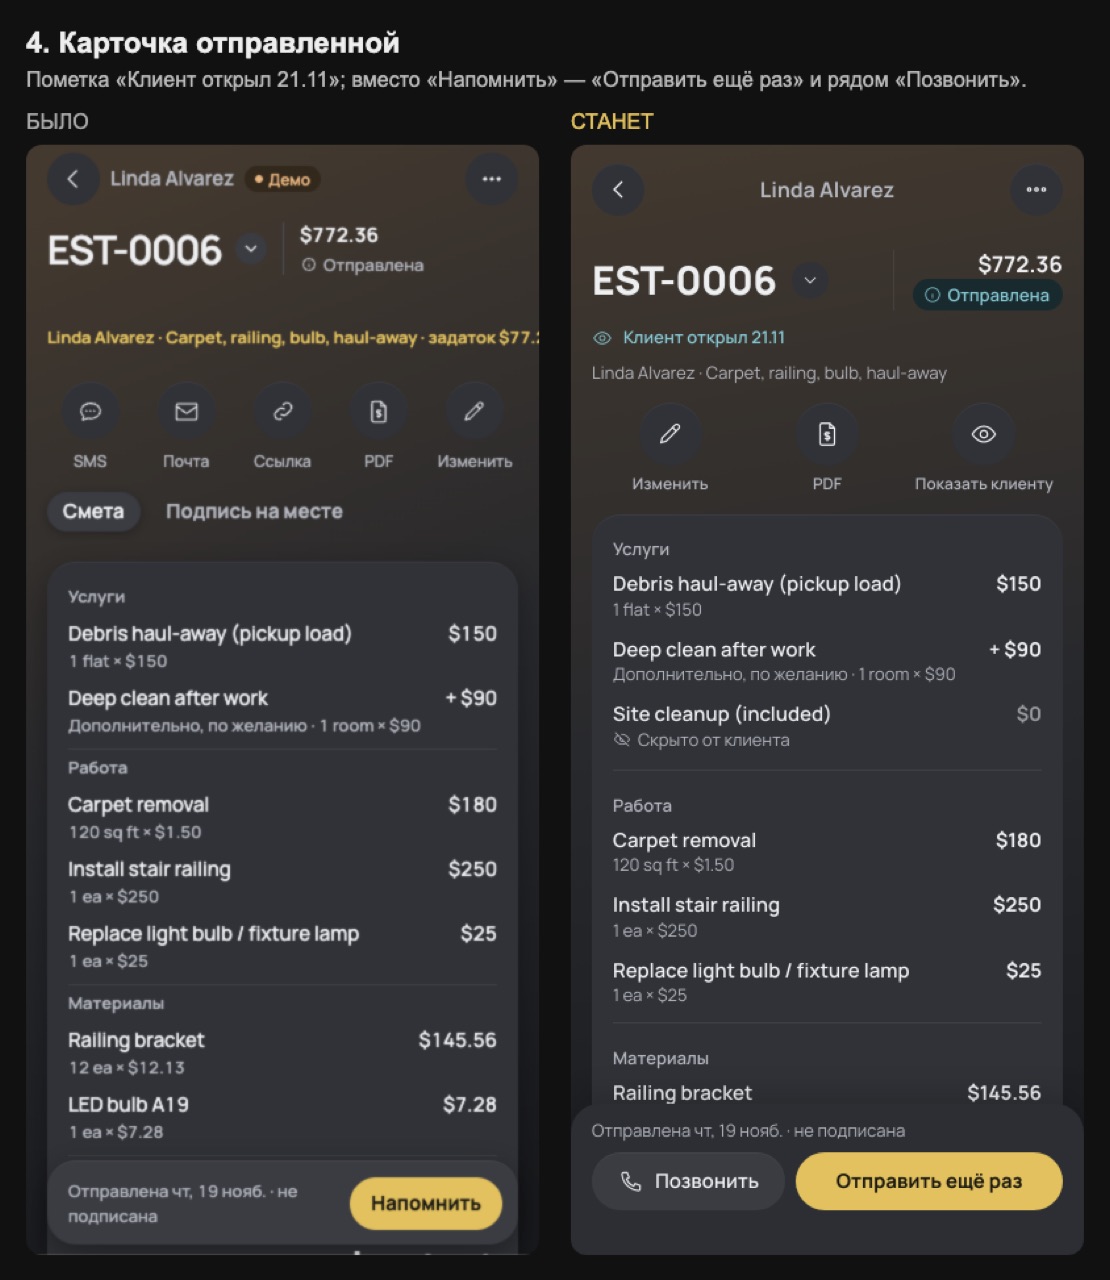 4. Карточка отправленной
Пометка «Клиент открыл 21.11»; вместо «Напомнить» — «Отправить ещё раз» и рядом «Позвонить».
БЫЛО
Linda Alvarez
Демо
EST-0006
$772.36
Отправлена
Linda Alvarez · Carpet, railing, bulb, haul-away · задаток $77.
SMS
Почта
Ссылка
PDF
Изменить
Смета
Подпись на месте
Услуги
Debris haul-away (pickup load) $150
1 flat × $150
Deep clean after work + $90
Дополнительно, по желанию · 1 room × $90
Работа
Carpet removal $180
120 sq ft × $1.50
Install stair railing $250
1 ea × $250
Replace light bulb / fixture lamp $25
1 ea × $25
Материалы
Railing bracket $145.56
12 ea × $12.13
LED bulb A19 $7.28
1 ea × $7.28
Отправлена чт, 19 нояб. · не
подписана
Напомнить
СТАНЕТ
Linda Alvarez
EST-0006
$772.36
Отправлена
Клиент открыл 21.11
Linda Alvarez · Carpet, railing, bulb, haul-away
Изменить
PDF
Показать клиенту
Услуги
Debris haul-away (pickup load) $150
1 flat × $150
Deep clean after work + $90
Дополнительно, по желанию · 1 room × $90
Site cleanup (included) $0
Скрыто от клиента
Работа
Carpet removal $180
120 sq ft × $1.50
Install stair railing $250
1 ea × $250
Replace light bulb / fixture lamp $25
1 ea × $25
Материалы
Railing bracket $145.56
Отправлена чт, 19 нояб. · не подписана
Позвонить
Отправить ещё раз